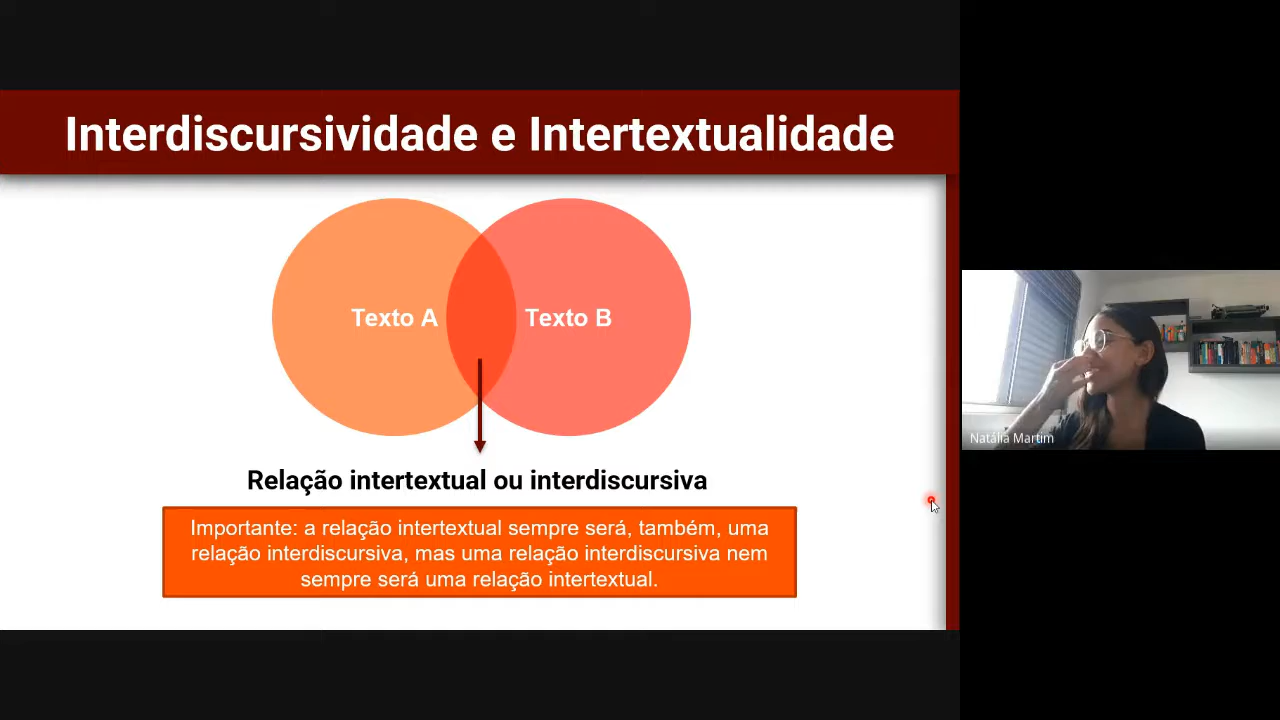 Interdiscursividade e Intertextualidade
Texto A
Texto B
Relação intertextual ou interdiscursiva
Importante: a relação intertextual sempre será, também, uma
relação interdiscursiva, mas uma relação interdiscursiva nem
sempre será uma relação intertextual.
Natália Martim